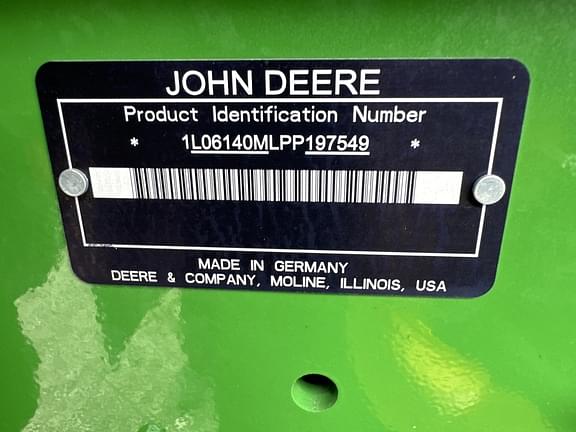 JOHN DEERE
Product Identification Number
* 1L06140MLPP197549 *
MADE IN GERMANY
DEERE & COMPANY, MOLINE, ILLINOIS, USA